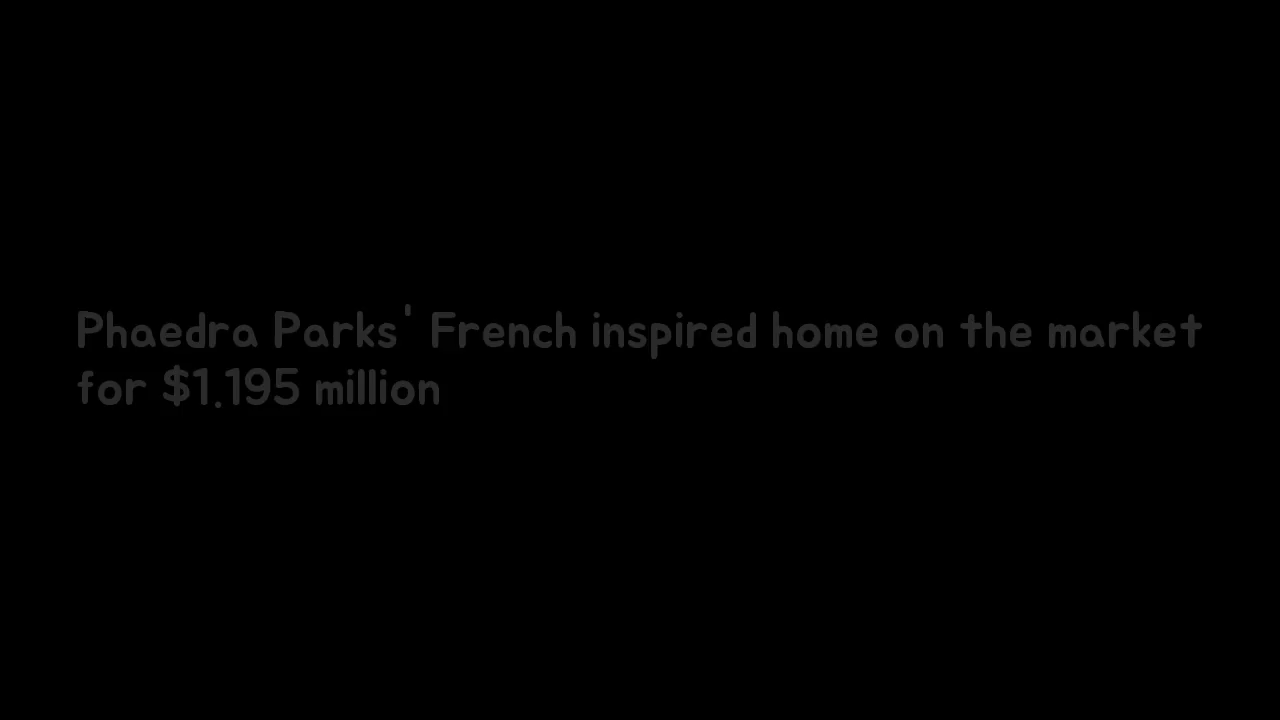 Phaedra Parks' French inspired home on the market
for $1.195 million